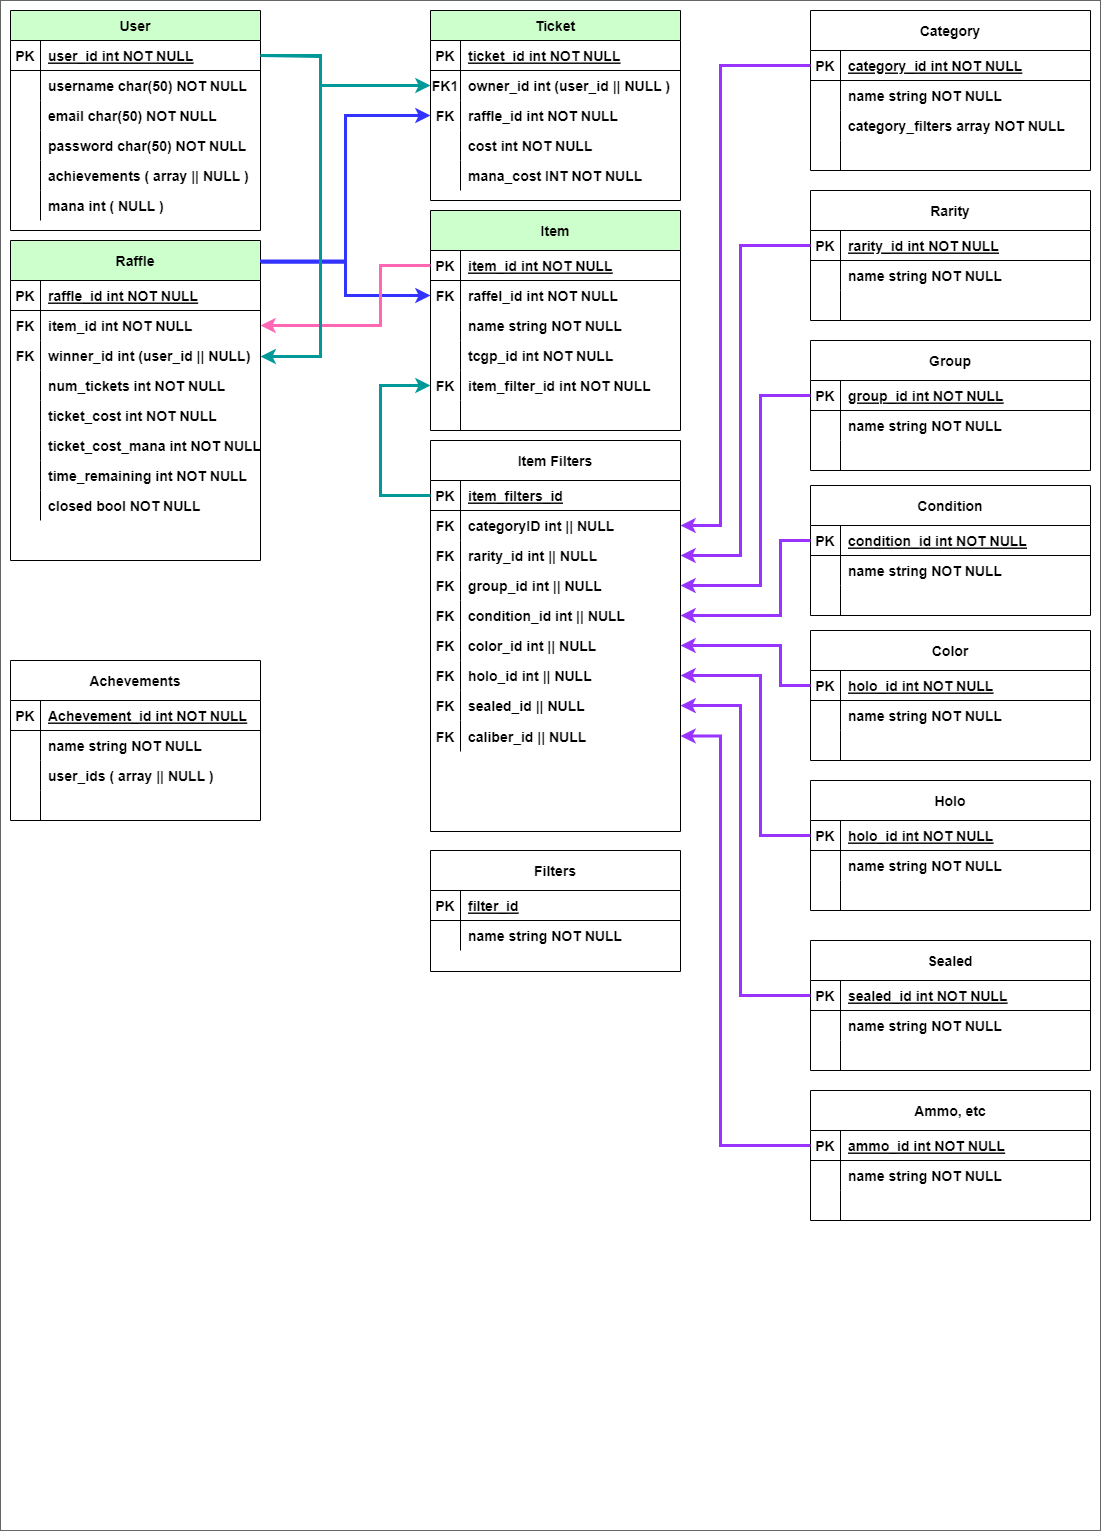 User
PK user_id int NOT NULL
username char(50) NOT NULL
email char(50) NOT NULL
password char(50) NOT NULL
achievements ( array || NULL )
mana int ( NULL )
Raffle
PK raffle_id int NOT NULL
FK item_id int NOT NULL
FK winner_id int (user_id || NULL)
num_tickets int NOT NULL
ticket_cost int NOT NULL
ticket_cost_mana int NOT NULL
time_remaining int NOT NULL
closed bool NOT NULL
Achevements
PK Achevement_id int NOT NULL
name string NOT NULL
user_ids ( array || NULL )
Ticket
PK ticket_id int NOT NULL
FK1 owner_id int (user_id || NULL )
FK raffle_id int NOT NULL
cost int NOT NULL
mana_cost INT NOT NULL
Item
PK item_id int NOT NULL
FK raffel_id int NOT NULL
name string NOT NULL
tcgp_id int NOT NULL
FK item_filter_id int NOT NULL
Item Filters
PK item_filters_id
FK categoryID int || NULL
FK rarity_id int || NULL
FK group_id int || NULL
FK condition_id int || NULL
FK color_id int || NULL
FK holo_id int || NULL
FK sealed_id || NULL
FK caliber_id || NULL
Filters
PK filter_id
name string NOT NULL
Category
PK category_id int NOT NULL
name string NOT NULL
category_filters array NOT NULL
Rarity
PK rarity_id int NOT NULL
name string NOT NULL
Group
PK group_id int NOT NULL
name string NOT NULL
Condition
PK condition_id int NOT NULL
name string NOT NULL
Color
PK holo_id int NOT NULL
name string NOT NULL
Holo
PK holo_id int NOT NULL
name string NOT NULL
Sealed
PK sealed_id int NOT NULL
name string NOT NULL
Ammo, etc
PK ammo_id int NOT NULL
name string NOT NULL